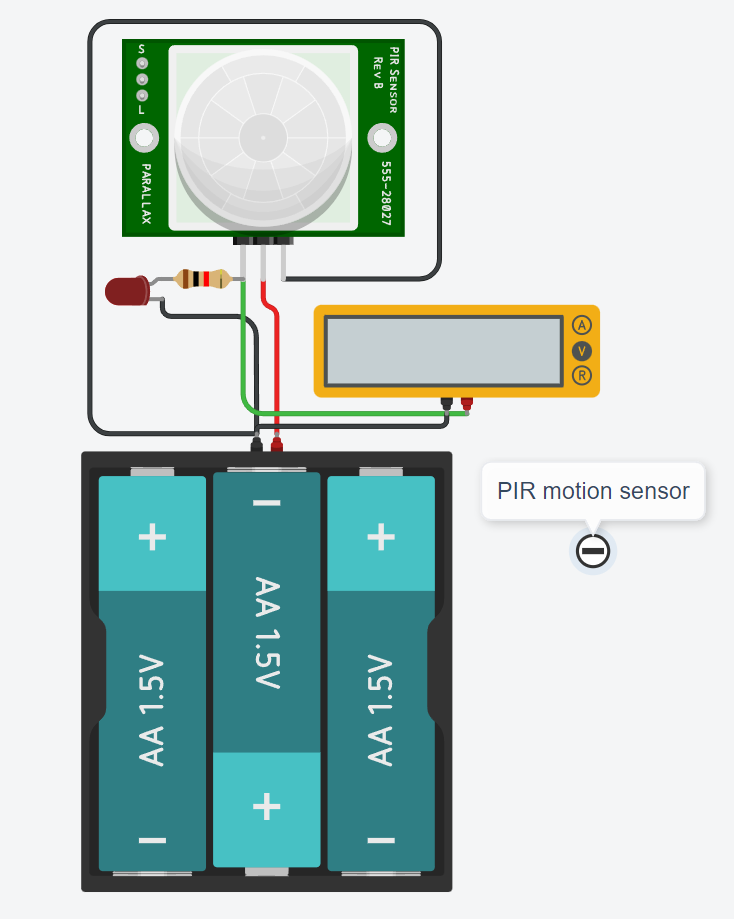 S
L
PARALLAX
PIR SENSOR
REV B
555-28027
A
V
R
PIR motion sensor
+
−
+
AA 1.5V
AA 1.5V
AA 1.5V
−
+
−